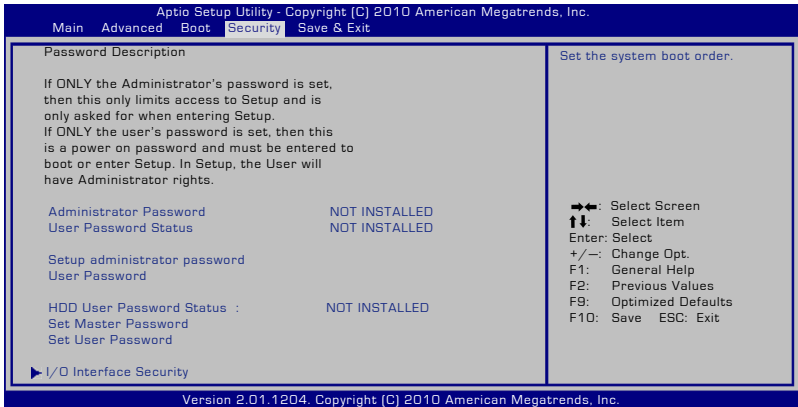 Aptio Setup Utility - Copyright (C) 2010 American Megatrends, Inc.
Main Advanced Boot Security Save & Exit
Password Description
If ONLY the Administrator's password is set,
then this only limits access to Setup and is
only asked for when entering Setup.
If ONLY the user's password is set, then this
is a power on password and must be entered to
boot or enter Setup. In Setup, the User will
have Administrator rights.
Administrator Password NOT INSTALLED
User Password Status NOT INSTALLED
Setup administrator password
User Password
HDD User Password Status : NOT INSTALLED
Set Master Password
Set User Password
I/O Interface Security
Set the system boot order.
→←: Select Screen
↑↓: Select Item
Enter: Select
+/—: Change Opt.
F1: General Help
F2: Previous Values
F9: Optimized Defaults
F10: Save ESC: Exit
Version 2.01.1204. Copyright (C) 2010 American Megatrends, Inc.